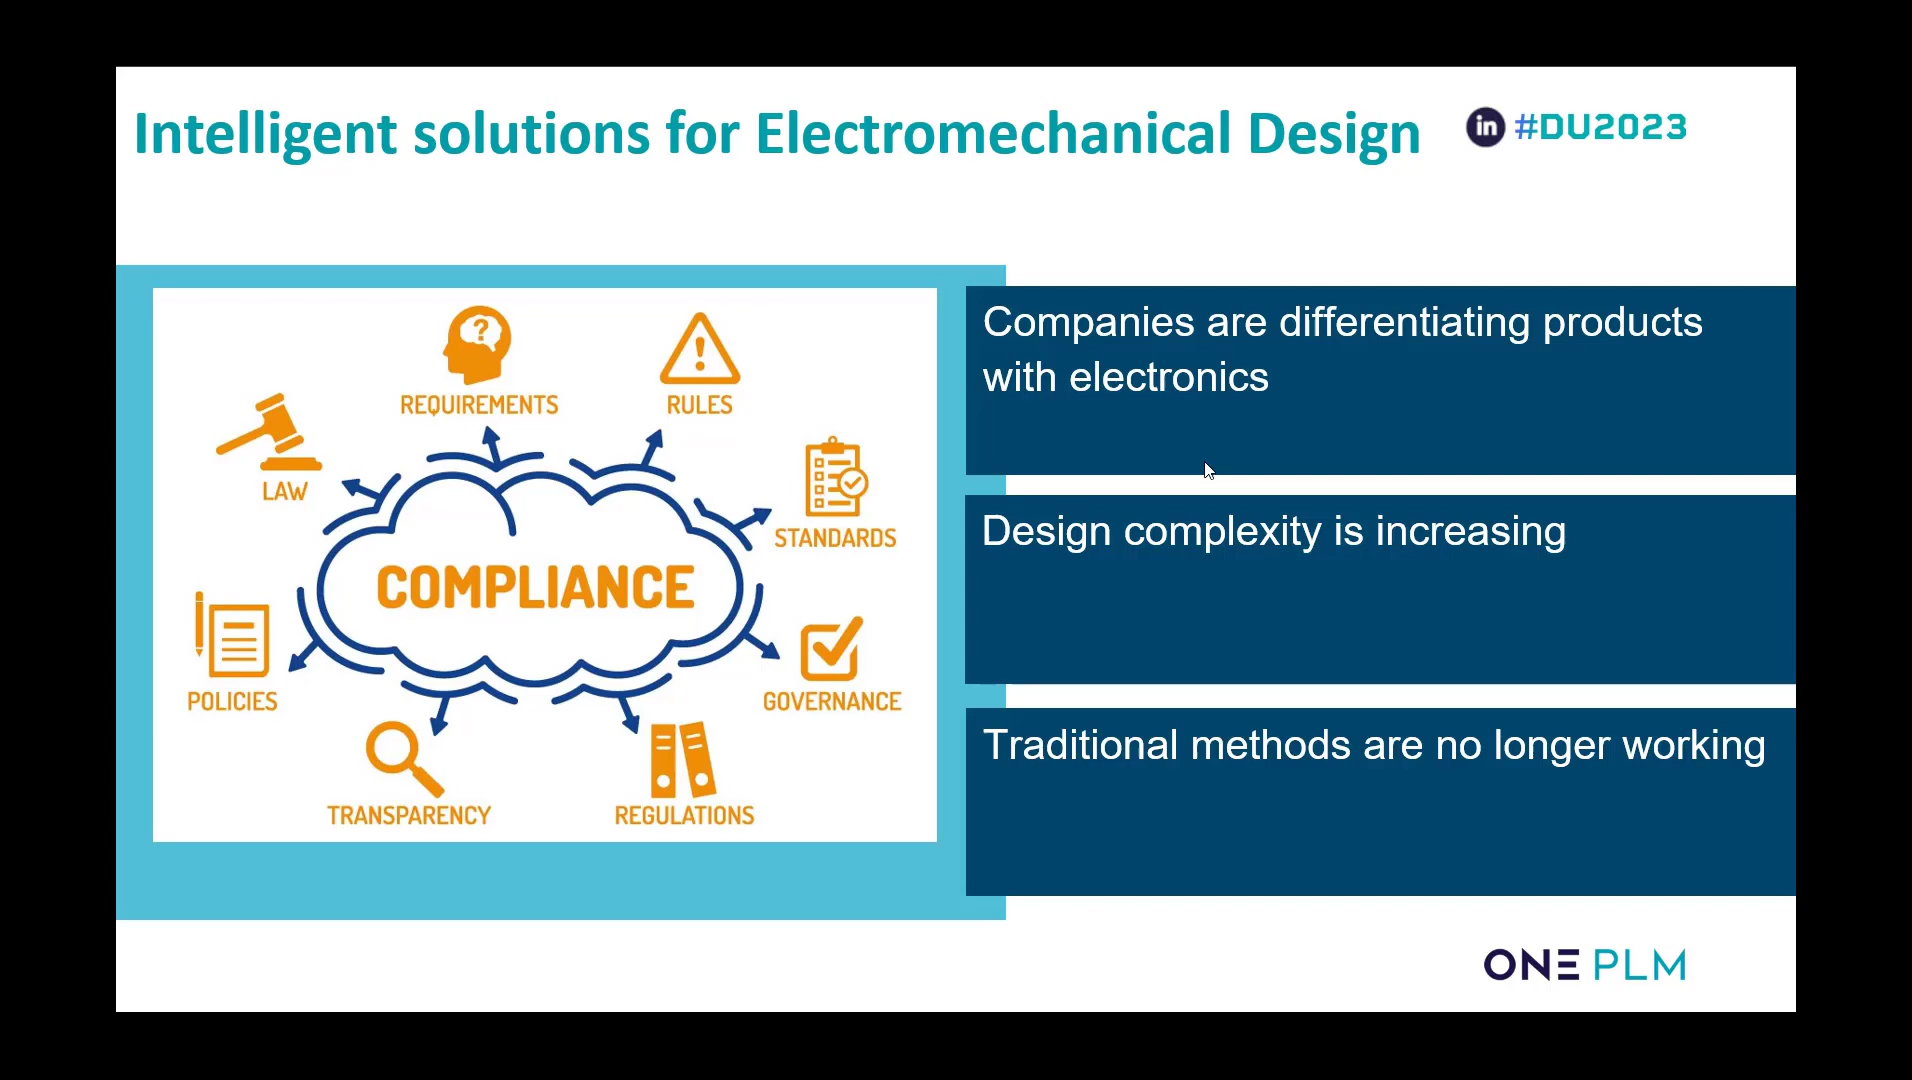 Intelligent solutions for Electromechanical Design
in #DU2023
REQUIREMENTS
RULES
LAW
STANDARDS
COMPLIANCE
POLICIES
GOVERNANCE
TRANSPARENCY
REGULATIONS
Companies are differentiating products
with electronics
Design complexity is increasing
Traditional methods are no longer working
ONE PLM